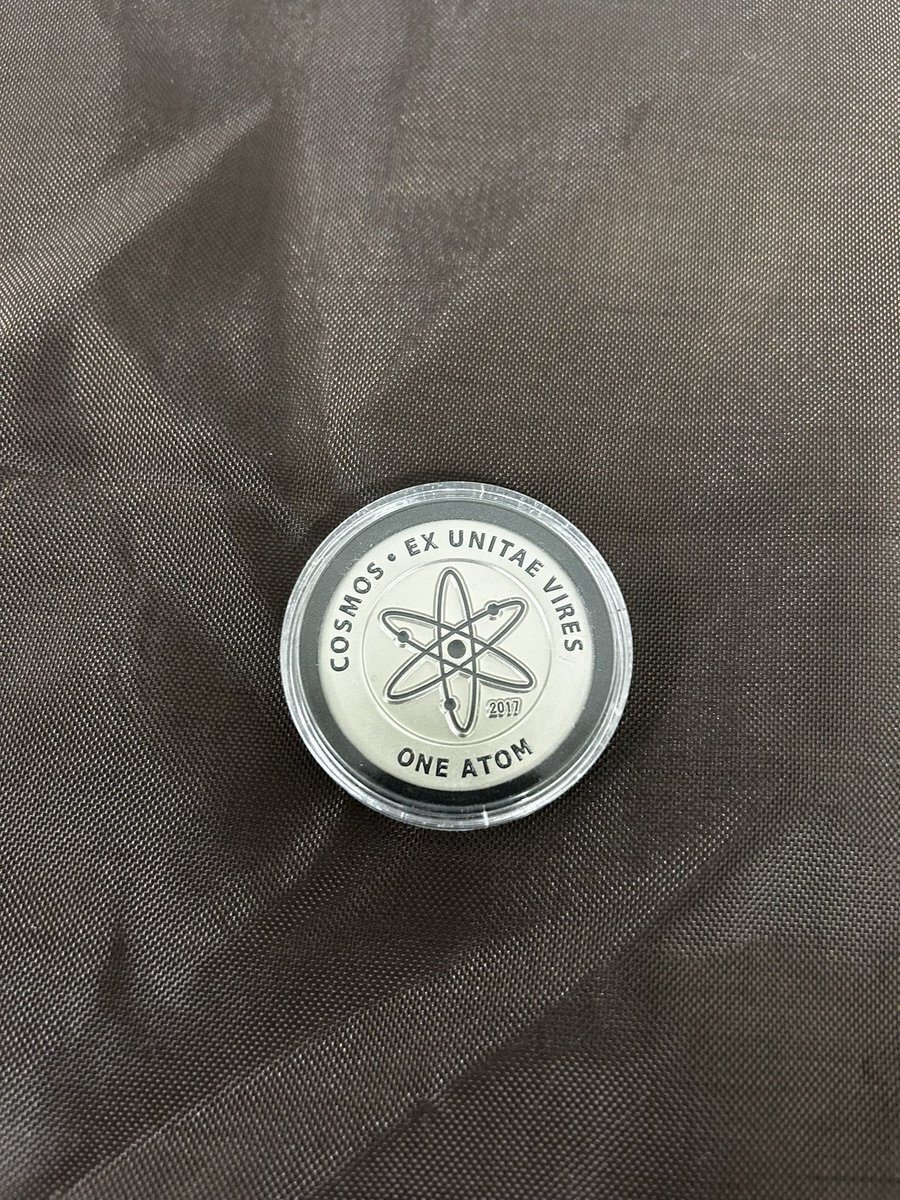 COSMOS • EX UNITAE VIRES
2017
ONE ATOM